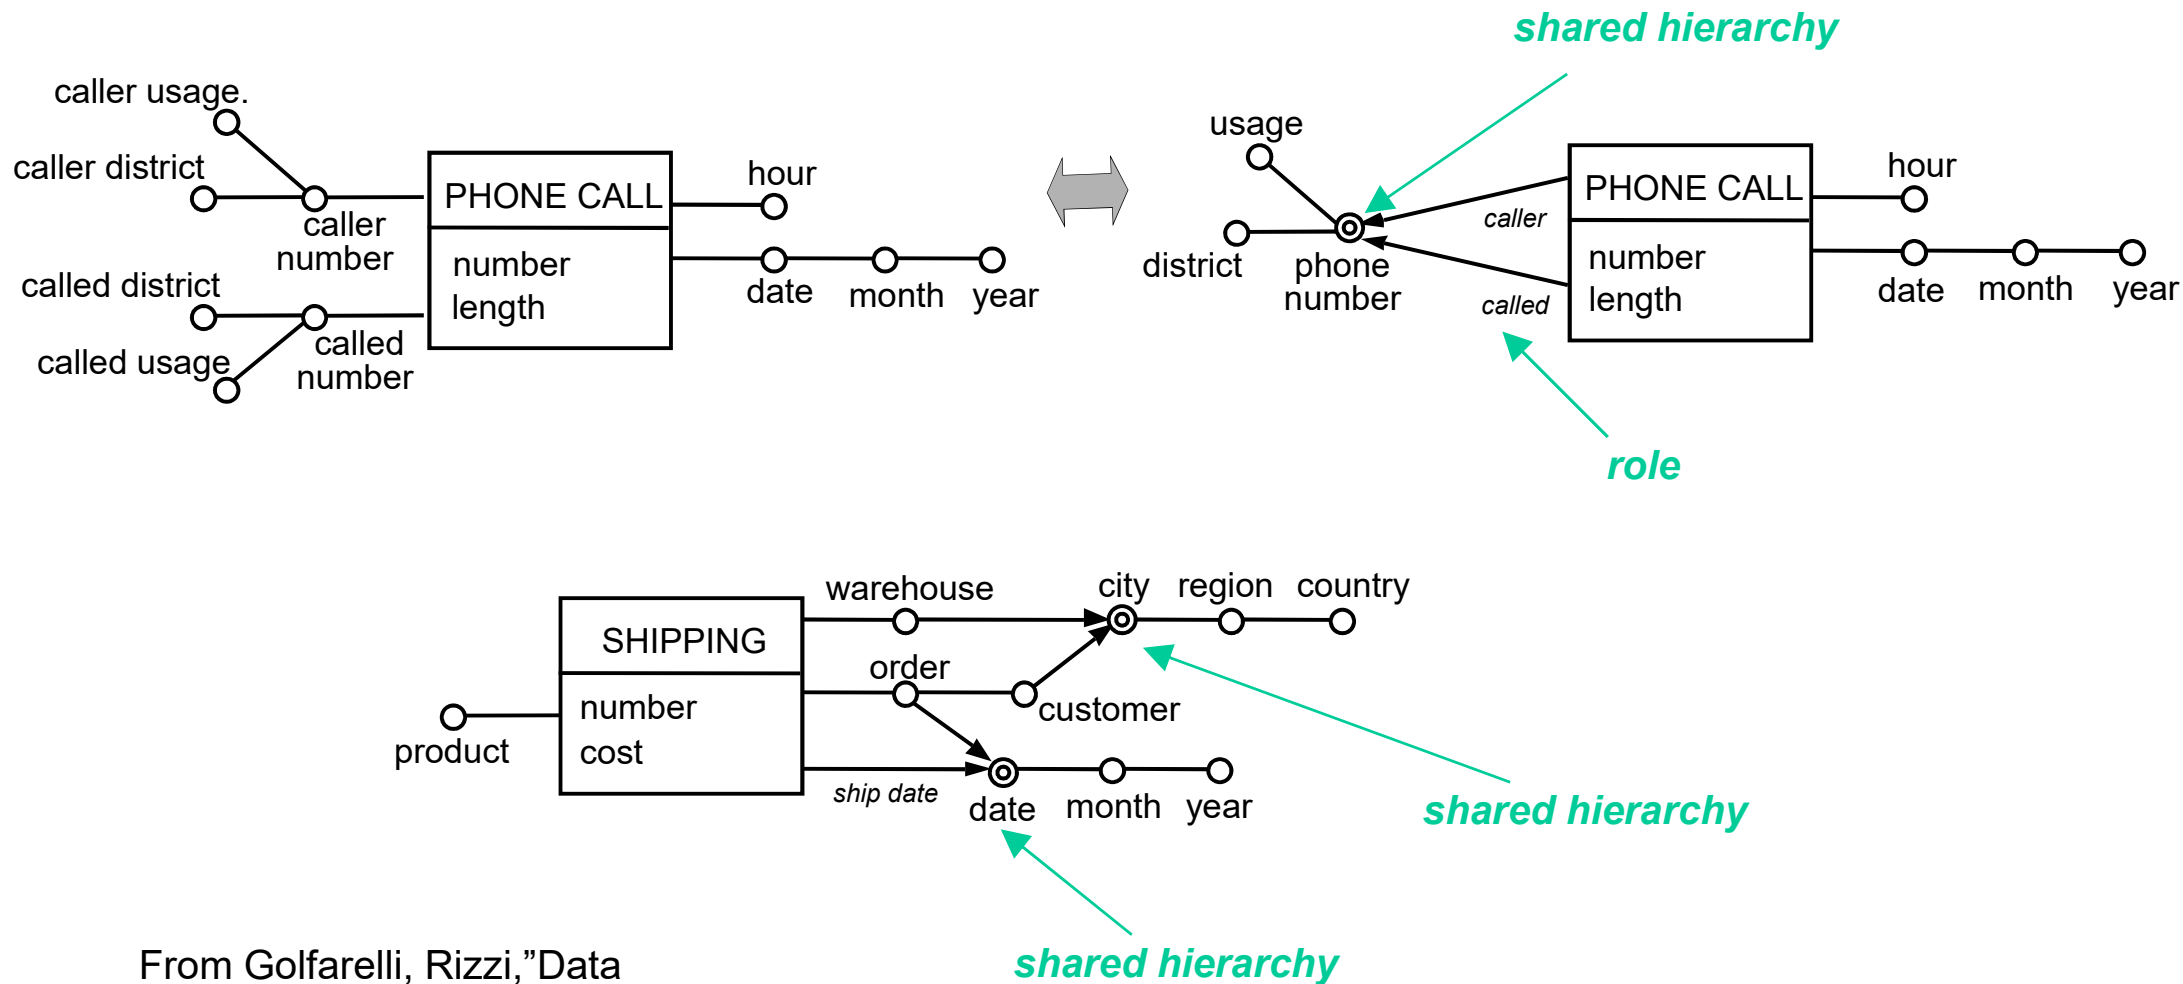 shared hierarchy
caller usage.
caller district
caller
number
called district
called
number
called usage
PHONE CALL
number
length
hour
date
month
year
usage
district
phone
number
caller
called
PHONE CALL
number
length
hour
date
month
year
role
SHIPPING
number
cost
product
warehouse
city
region
country
order
customer
ship date
date
month
year
shared hierarchy
shared hierarchy
From Golfarelli, Rizzi,”Data